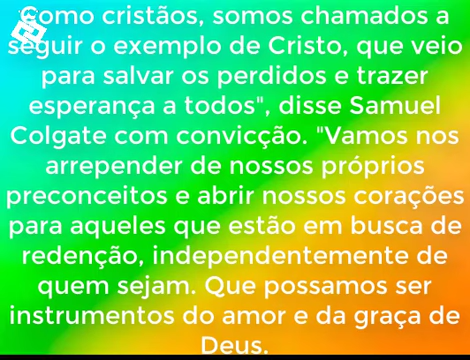 Como cristãos, somos chamados a
seguir o exemplo de Cristo, que veio
para salvar os perdidos e trazer
esperança a todos", disse Samuel
Colgate com convicção. "Vamos nos
arrepender de nossos próprios
preconceitos e abrir nossos corações
para aqueles que estão em busca de
redenção, independentemente de
quem sejam. Que possamos ser
instrumentos do amor e da graça de
Deus.